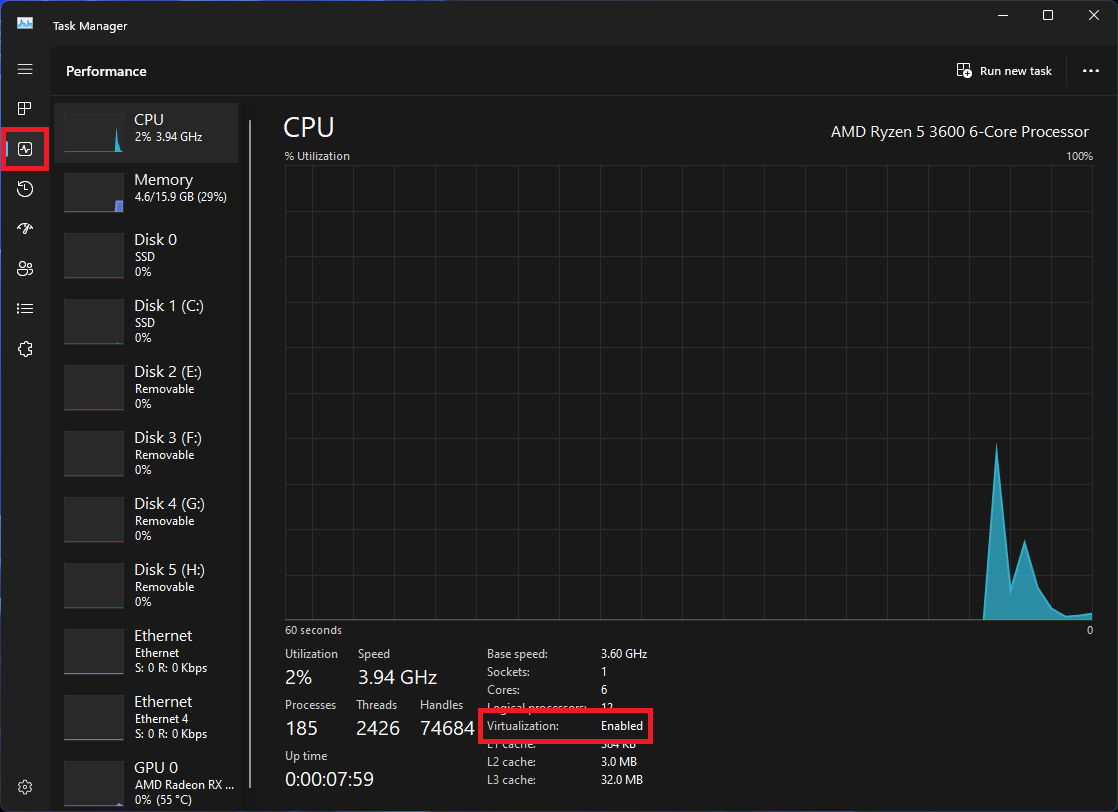 Task Manager
Performance
Run new task
CPU
2% 3.94 GHz
Memory
4.6/15.9 GB (29%)
Disk 0
SSD
0%
Disk 1 (C:)
SSD
0%
Disk 2 (E:)
Removable
0%
Disk 3 (F:)
Removable
0%
Disk 4 (G:)
Removable
0%
Disk 5 (H:)
Removable
0%
Ethernet
Ethernet
S: 0 R: 0 Kbps
Ethernet
Ethernet 4
S: 0 R: 0 Kbps
GPU 0
AMD Radeon RX ...
0% (55 °C)
CPU
AMD Ryzen 5 3600 6-Core Processor
% Utilization 100%
60 seconds 0
Utilization Speed
2% 3.94 GHz
Processes Threads Handles
185 2426 74684
Up time
0:00:07:59
Base speed: 3.60 GHz
Sockets: 1
Cores: 6
Logical processors: 12
Virtualization: Enabled
L1 cache: 384 KB
L2 cache: 3.0 MB
L3 cache: 32.0 MB